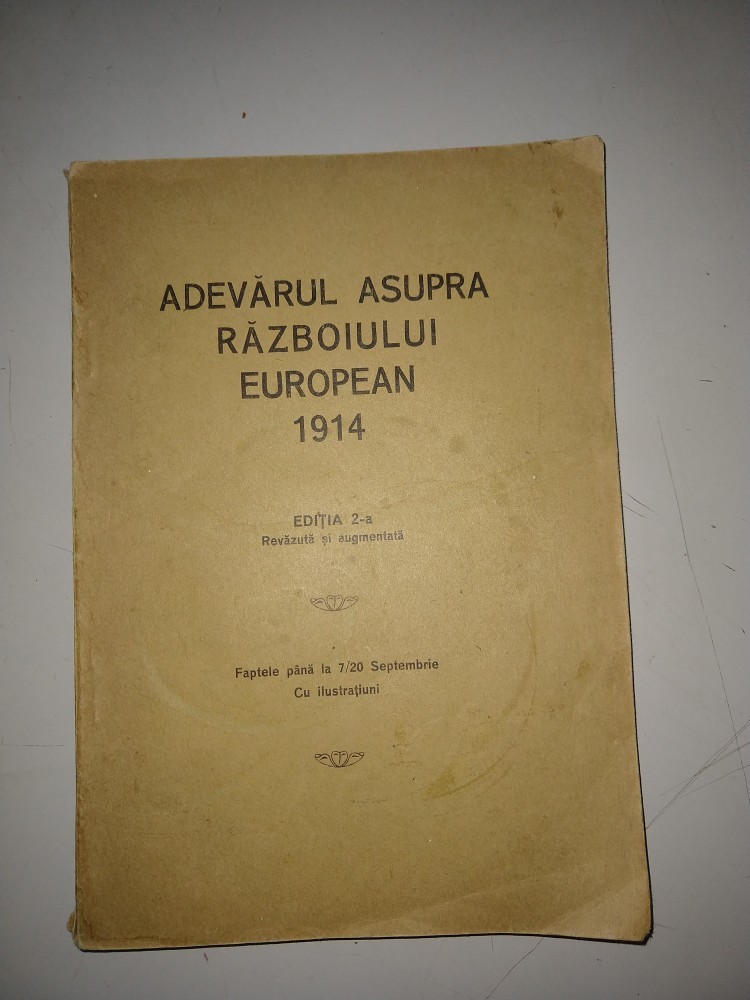 ADEVĂRUL ASUPRA
RĂZBOIULUI
EUROPEAN
1914
EDIȚIA 2-a
Revăzută și augmentată
Faptele până la 7/20 Septembrie
Cu ilustrațiuni